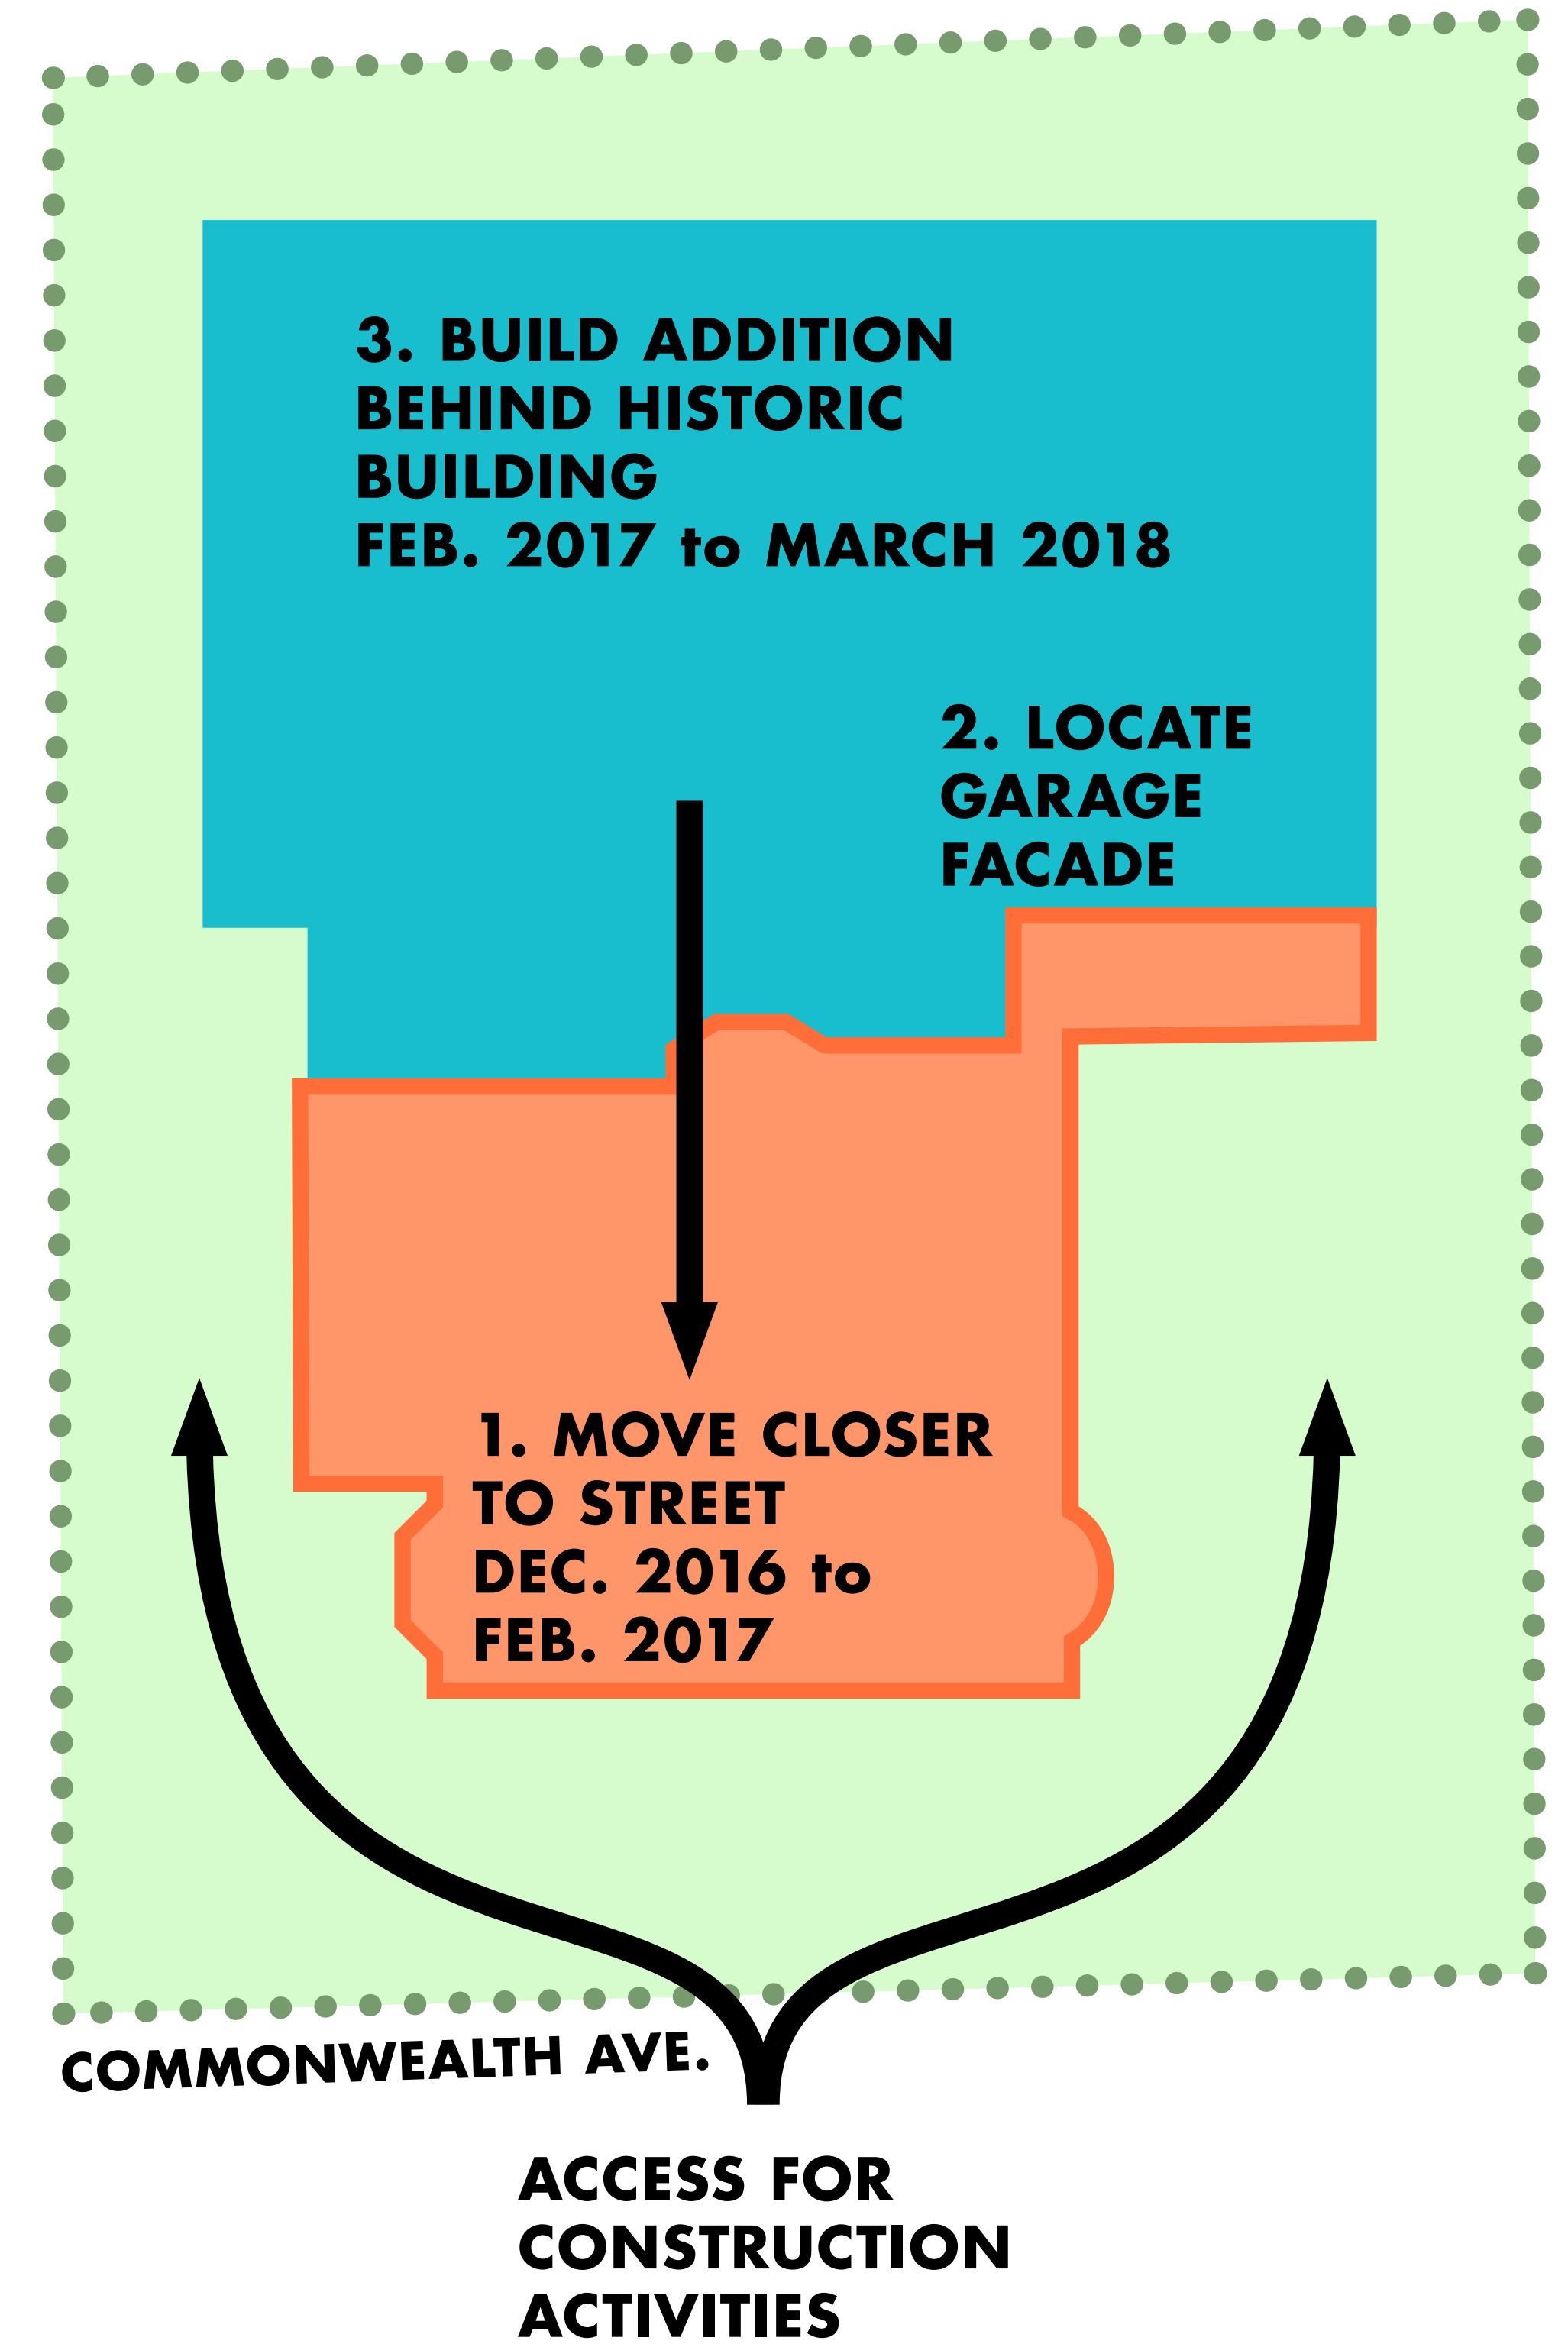 3. BUILD ADDITION
BEHIND HISTORIC
BUILDING
FEB. 2017 to MARCH 2018
2. LOCATE
GARAGE
FACADE
1. MOVE CLOSER
TO STREET
DEC. 2016 to
FEB. 2017
COMMONWEALTH AVE.
ACCESS FOR
CONSTRUCTION
ACTIVITIES